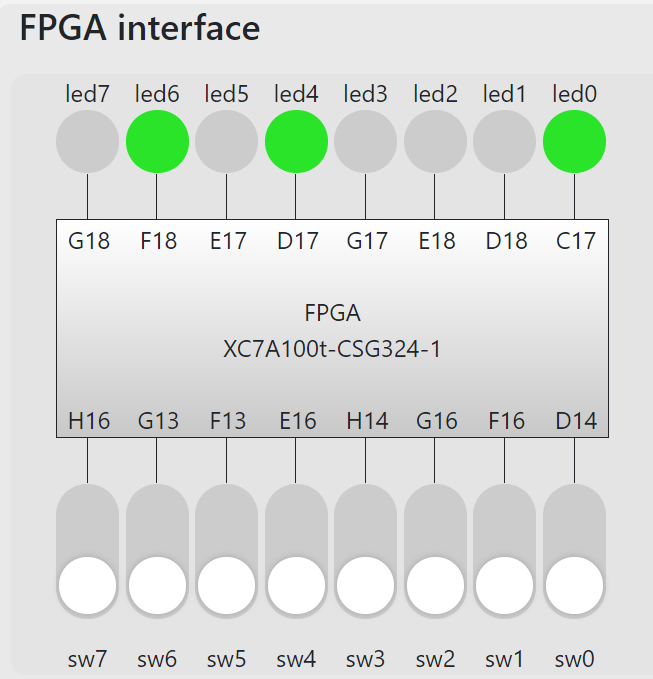 FPGA interface
led7 led6 led5 led4 led3 led2 led1 led0
G18 F18 E17 D17 G17 E18 D18 C17
FPGA
XC7A100t-CSG324-1
H16 G13 F13 E16 H14 G16 F16 D14
sw7 sw6 sw5 sw4 sw3 sw2 sw1 sw0